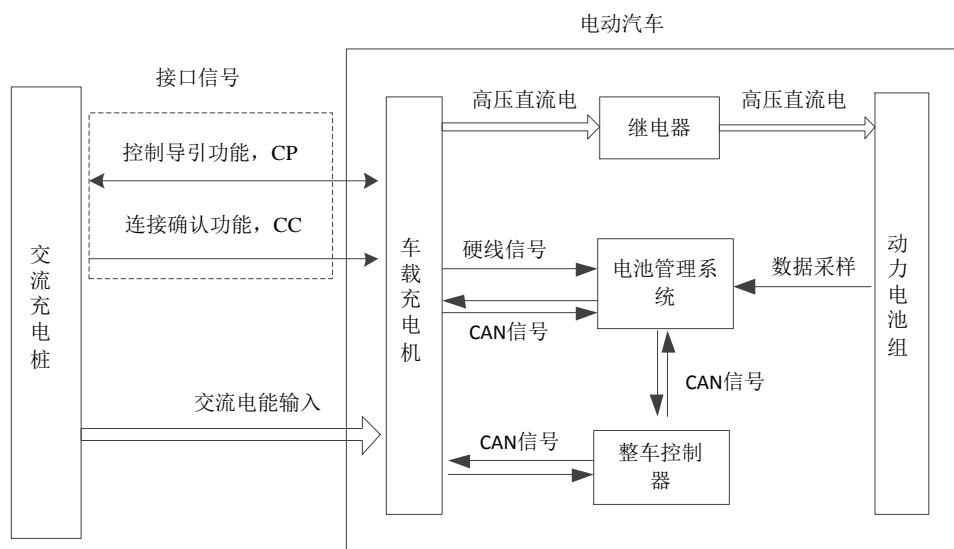 电动汽车
接口信号
高压直流电
高压直流电
继电器
控制导引功能，CP
连接确认功能，CC
交流充电桩
车载充电机
硬线信号
电池管理系
统
数据采样
动力电池组
CAN信号
CAN信号
交流电能输入
CAN信号
整车控制
器